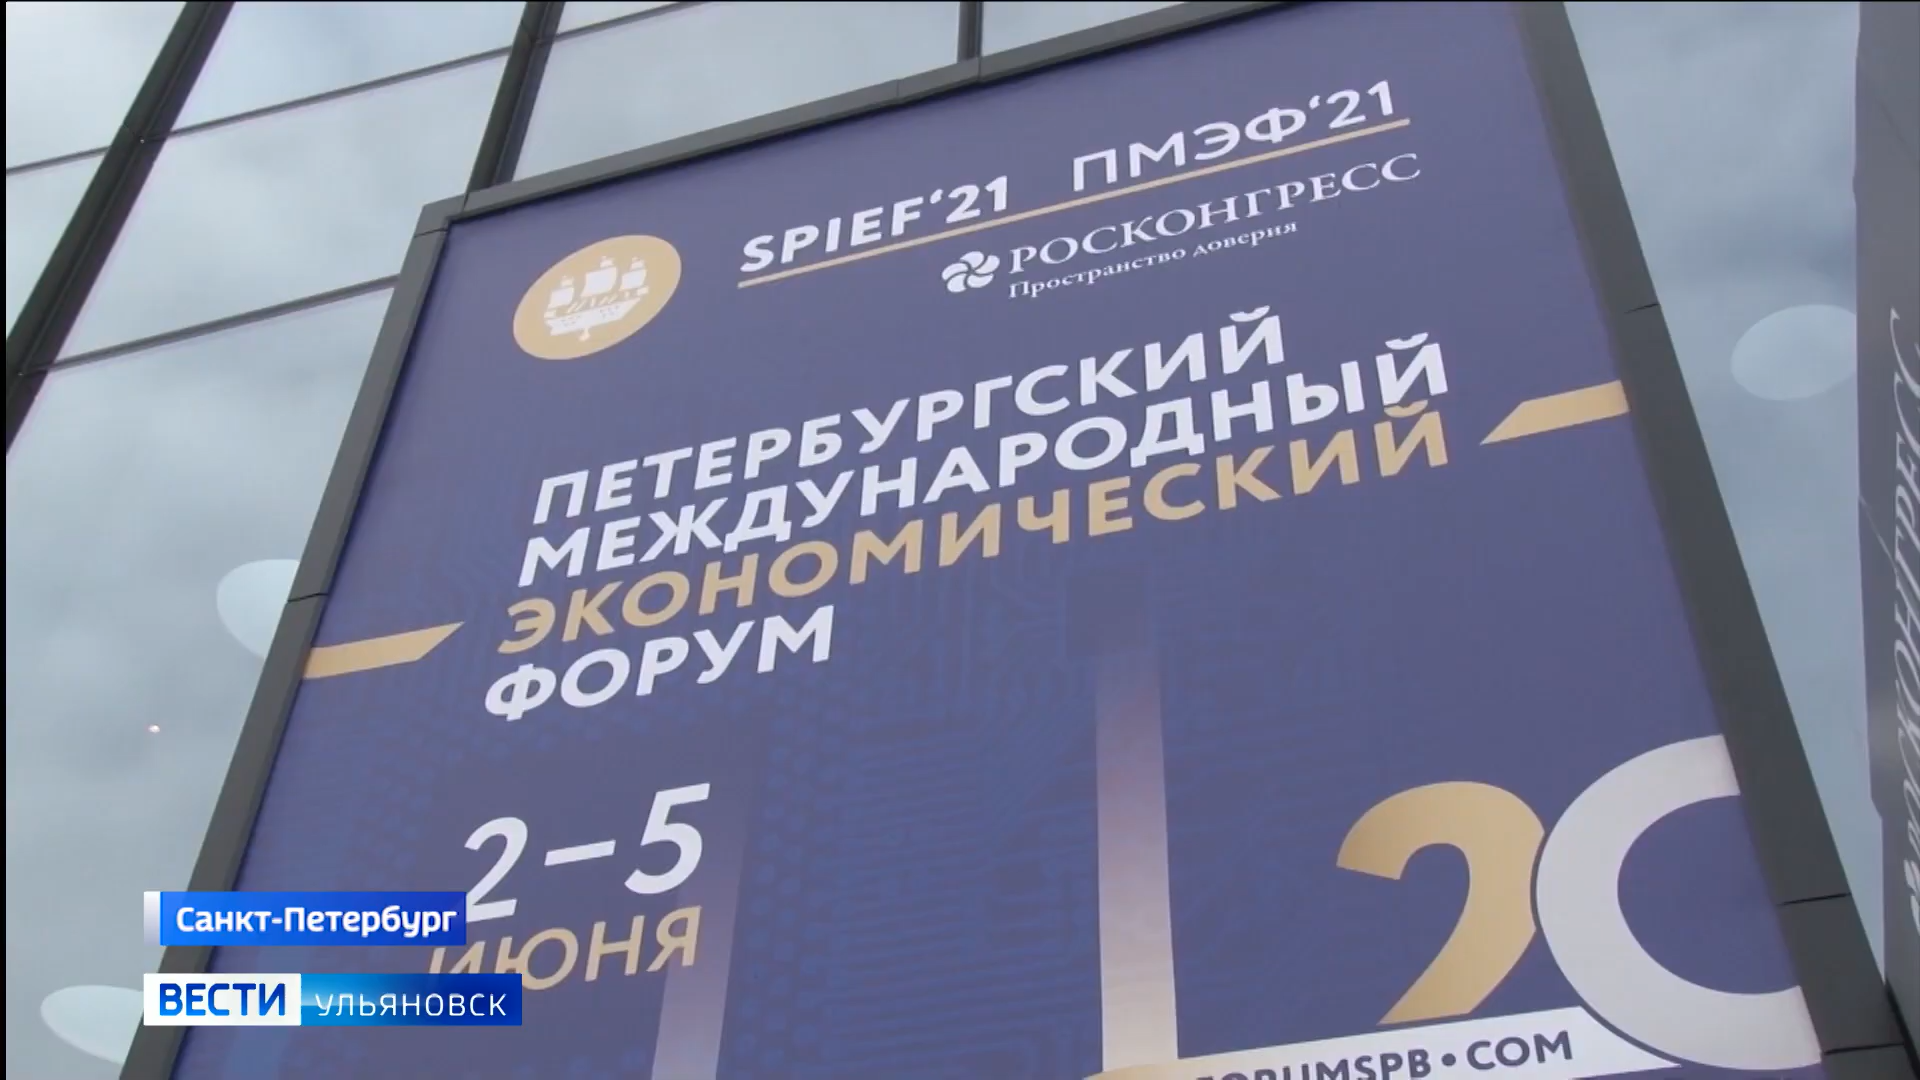 SPIEF‘21 ПМЭФ‘21
РОСКОНГРЕСС
Пространство доверия
ПЕТЕРБУРГСКИЙ
МЕЖДУНАРОДНЫЙ
ЭКОНОМИЧЕСКИЙ
ФОРУМ
2–5
ИЮНЯ
FORUMSPB•COM
РОСКОНГРЕСС
Санкт-Петербург
ВЕСТИ УЛЬЯНОВСК